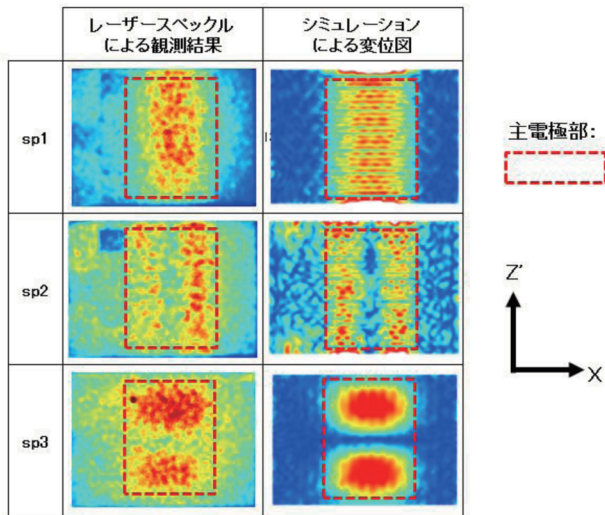 レーザースペックル
による観測結果
シミュレーション
による変位図
sp1
主電極部:
sp2
sp3
Z'
X